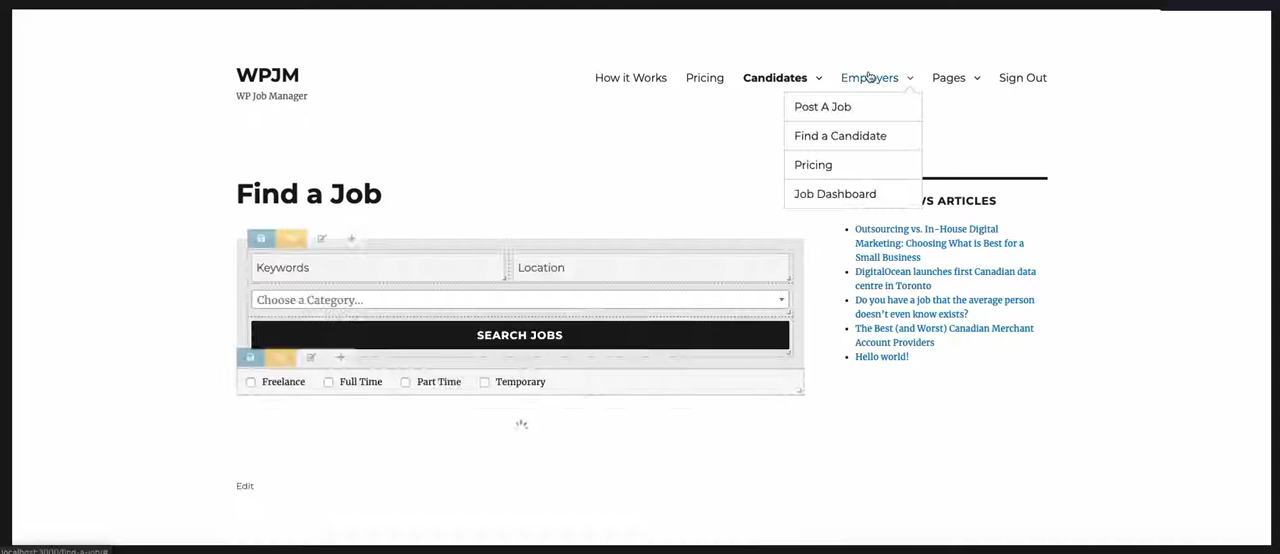 WPJM
WP Job Manager
How it Works Pricing Candidates Employers Pages Sign Out
Post A Job
Find a Candidate
Pricing
Job Dashboard
Find a Job
WS ARTICLES
Keywords Location
Choose a Category...
SEARCH JOBS
Freelance Full Time Part Time Temporary
Outsourcing vs. In-House Digital
Marketing: Choosing What is Best for a
Small Business
DigitalOcean launches first Canadian data
centre in Toronto
Do you have a job that the average person
doesn't even know exists?
The Best (and Worst) Canadian Merchant
Account Providers
Hello world!
Edit